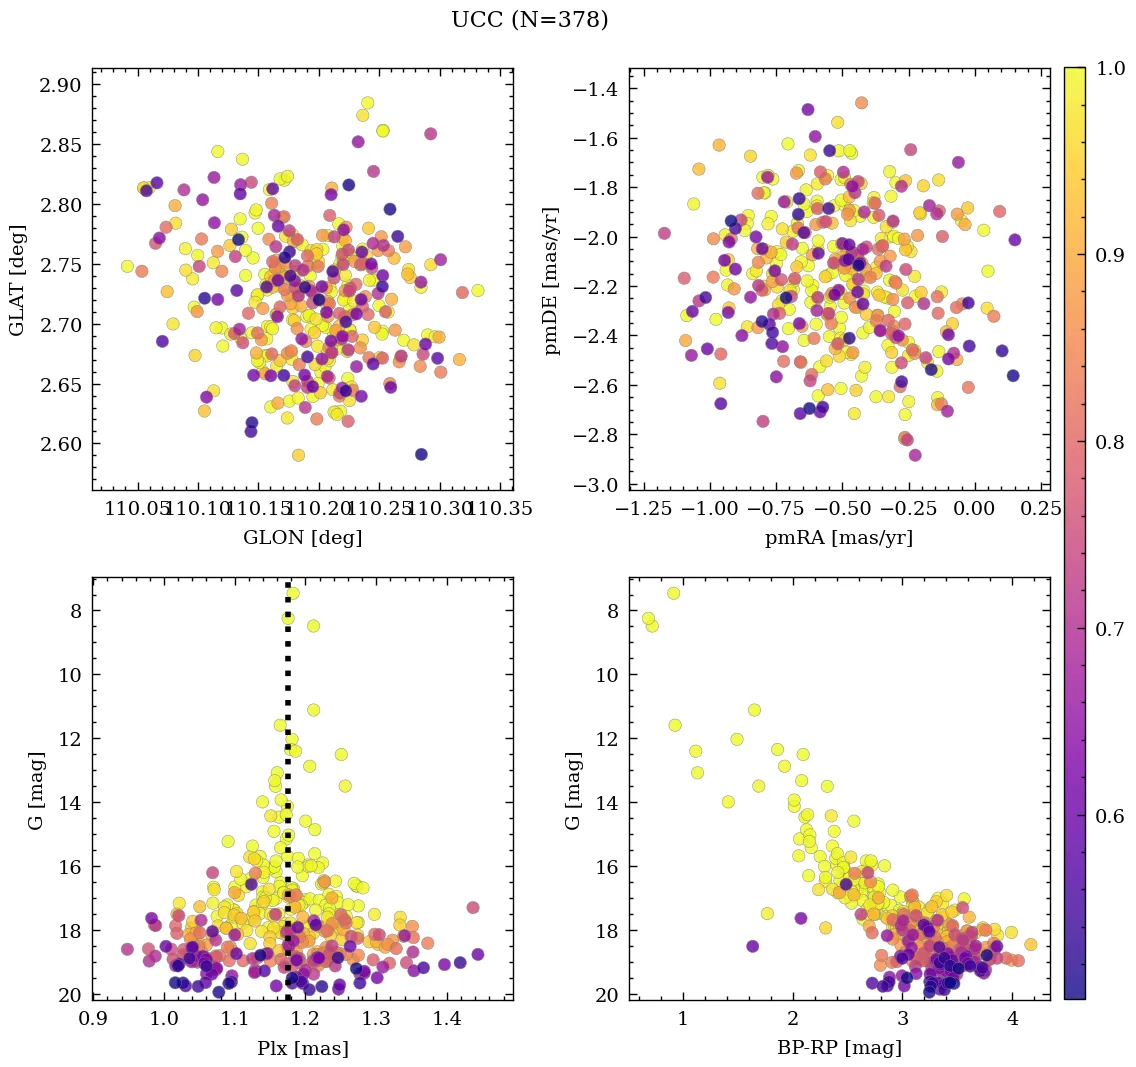 UCC (N=378)
2.90
2.85
2.80
2.75
2.70
2.65
2.60
GLAT [deg]
110.05 110.10 110.15 110.20 110.25 110.30 110.35
GLON [deg]
−1.4
−1.6
−1.8
−2.0
−2.2
−2.4
−2.6
−2.8
−3.0
pmDE [mas/yr]
−1.25 −1.00 −0.75 −0.50 −0.25 0.00 0.25
pmRA [mas/yr]
1.0
0.9
0.8
0.7
0.6
8
10
12
14
16
18
20
G [mag]
0.9 1.0 1.1 1.2 1.3 1.4
Plx [mas]
8
10
12
14
16
18
20
G [mag]
1 2 3 4
BP-RP [mag]